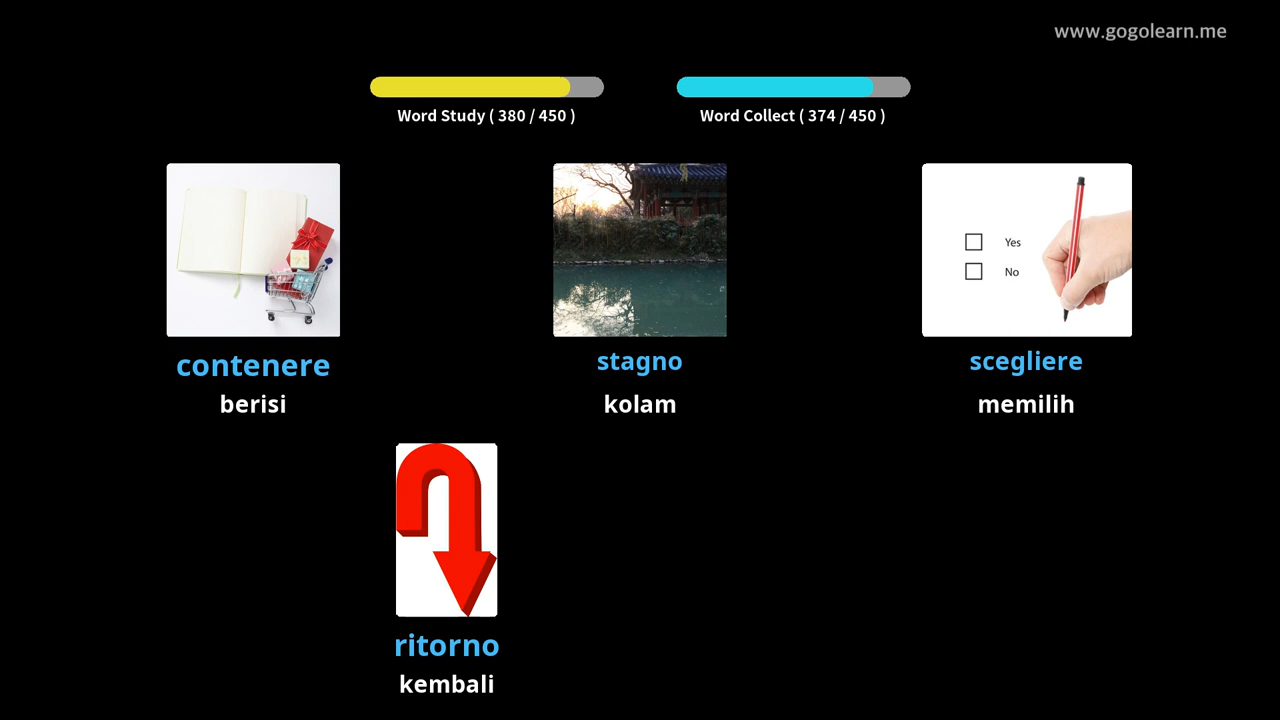 www.gogolearn.me
Word Study ( 380 / 450 )
Word Collect ( 374 / 450 )
Yes
No
contenere
berisi
stagno
kolam
scegliere
memilih
ritorno
kembali